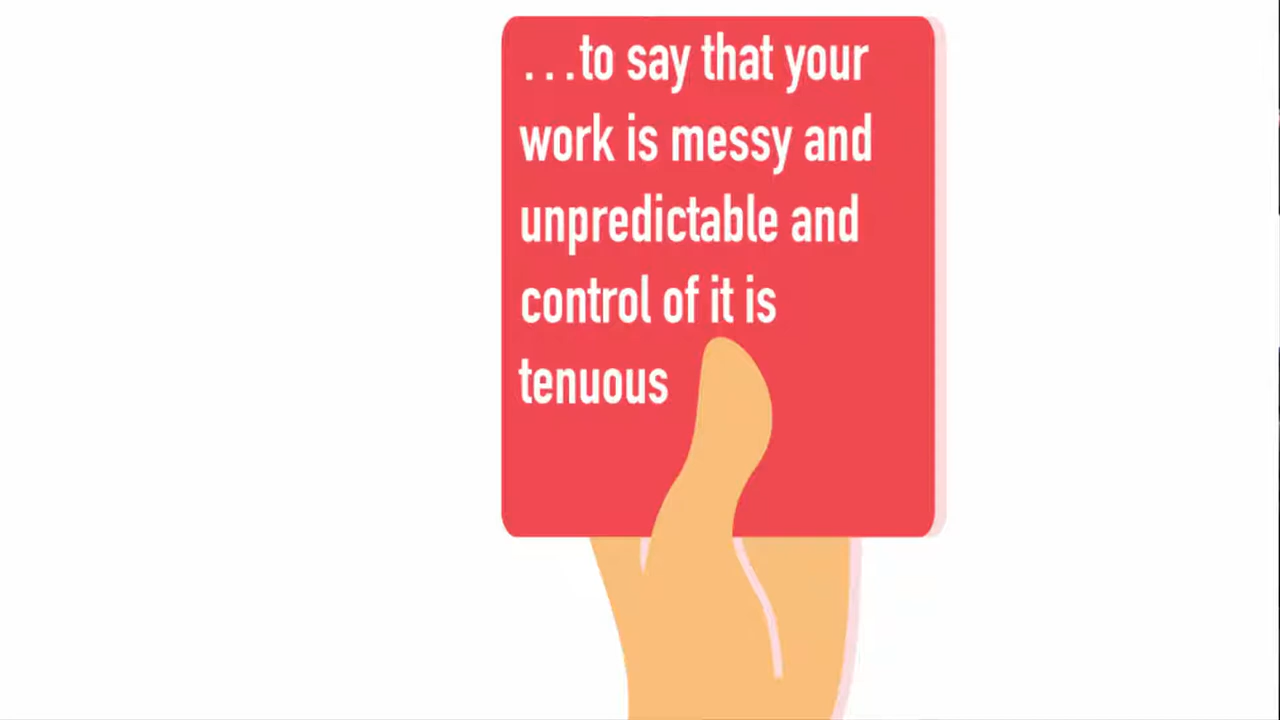 ...to say that your
work is messy and
unpredictable and
control of it is
tenuous